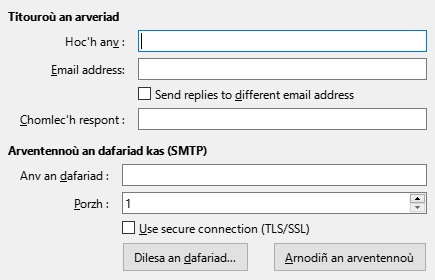 Titouroù an arveriad
Hoc'h anv :
Email address:
Send replies to different email address
Chomlec'h respont :
Arventennoù an dafariad kas (SMTP)
Anv an dafariad :
Porzh : 1
Use secure connection (TLS/SSL)
Dilesa an dafariad... Arnodiñ an arventennoù